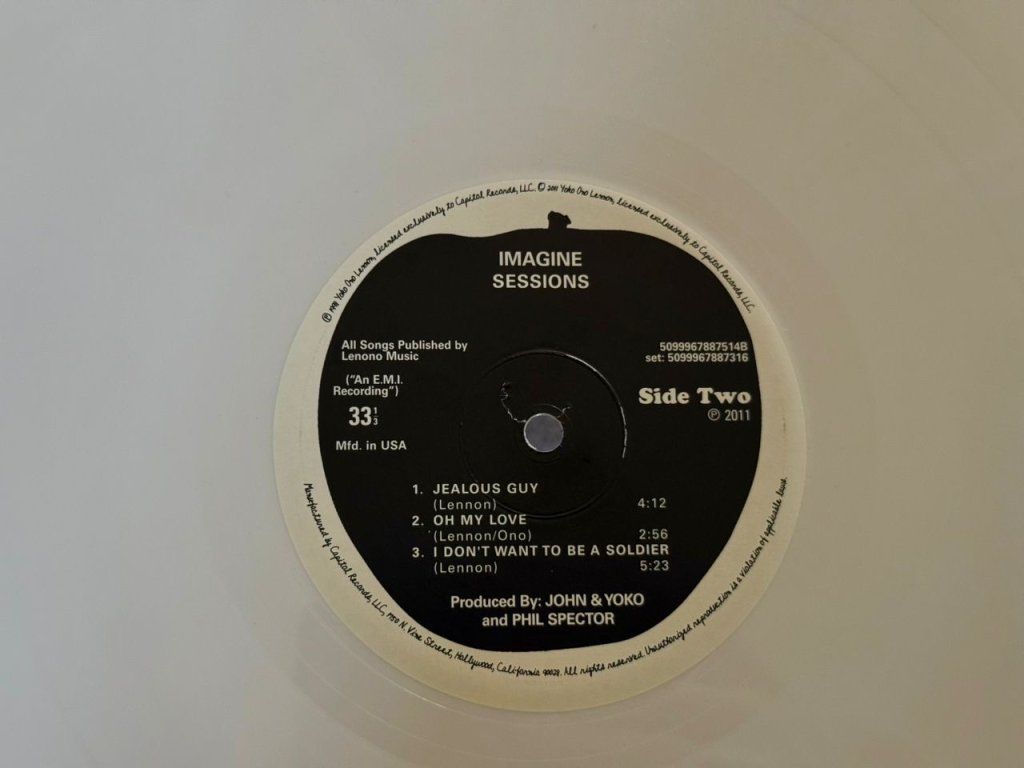 ℗ 1998 Yoko Ono Lennon, licensed exclusively to Capitol Records, LLC. © 2011 Yoko Ono Lennon, licensed exclusively to Capitol Records, LLC.
IMAGINE
SESSIONS
All Songs Published by
Lenono Music
("An E.M.I.
Recording")
33 1/3
Mfd. in USA
5099967887514B
set: 5099967887316
Side Two
℗ 2011
1. JEALOUS GUY
(Lennon) 4:12
2. OH MY LOVE
(Lennon/Ono) 2:56
3. I DON'T WANT TO BE A SOLDIER
(Lennon) 5:23
Produced By: JOHN & YOKO
and PHIL SPECTOR
Manufactured by Capitol Records, LLC, 1750 N. Vine Street, Hollywood, California 90028. All rights reserved. Unauthorized reproduction is a violation of applicable laws.